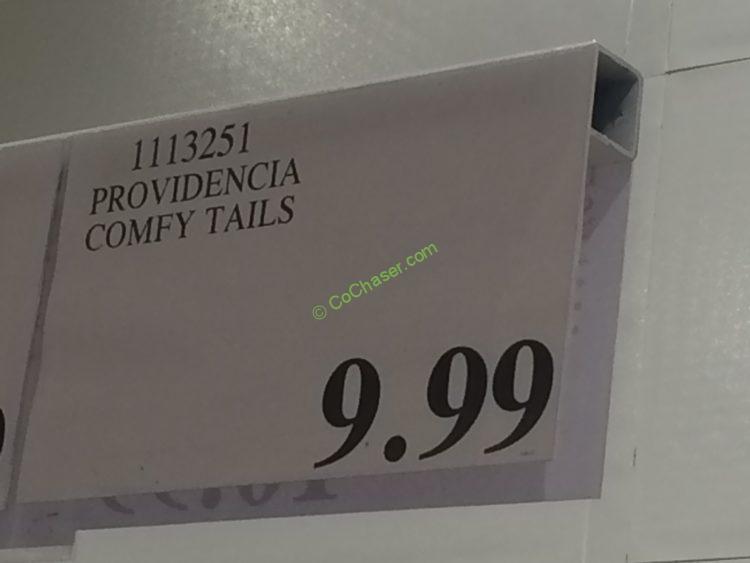 1113251
PROVIDENCIA
COMFY TAILS
© CoChaser.com
9.99